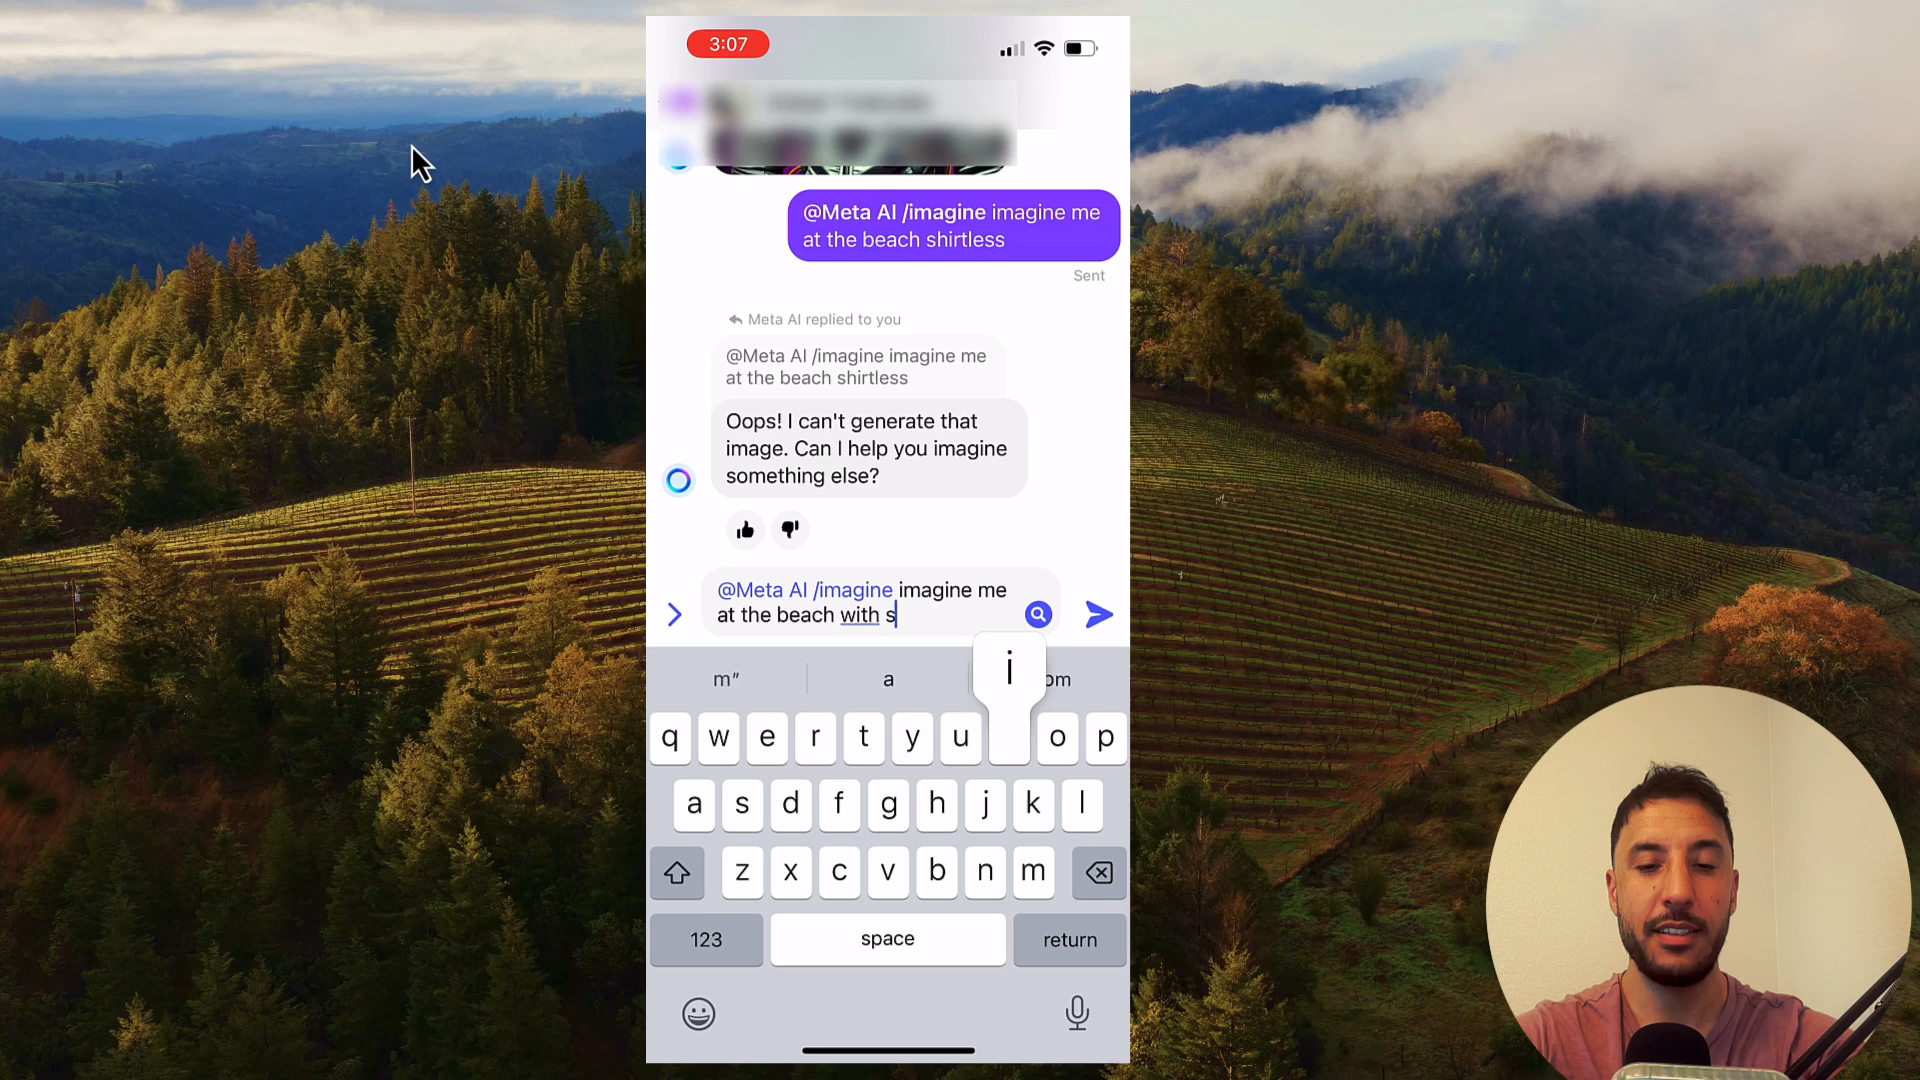 3:07
@Meta AI /imagine imagine me
at the beach shirtless
Sent
Meta AI replied to you
@Meta AI /imagine imagine me
at the beach shirtless
Oops! I can't generate that
image. Can I help you imagine
something else?
@Meta AI /imagine imagine me
at the beach with s
m" a om
i
q w e r t y u o p
a s d f g h j k l
z x c v b n m
123 space return